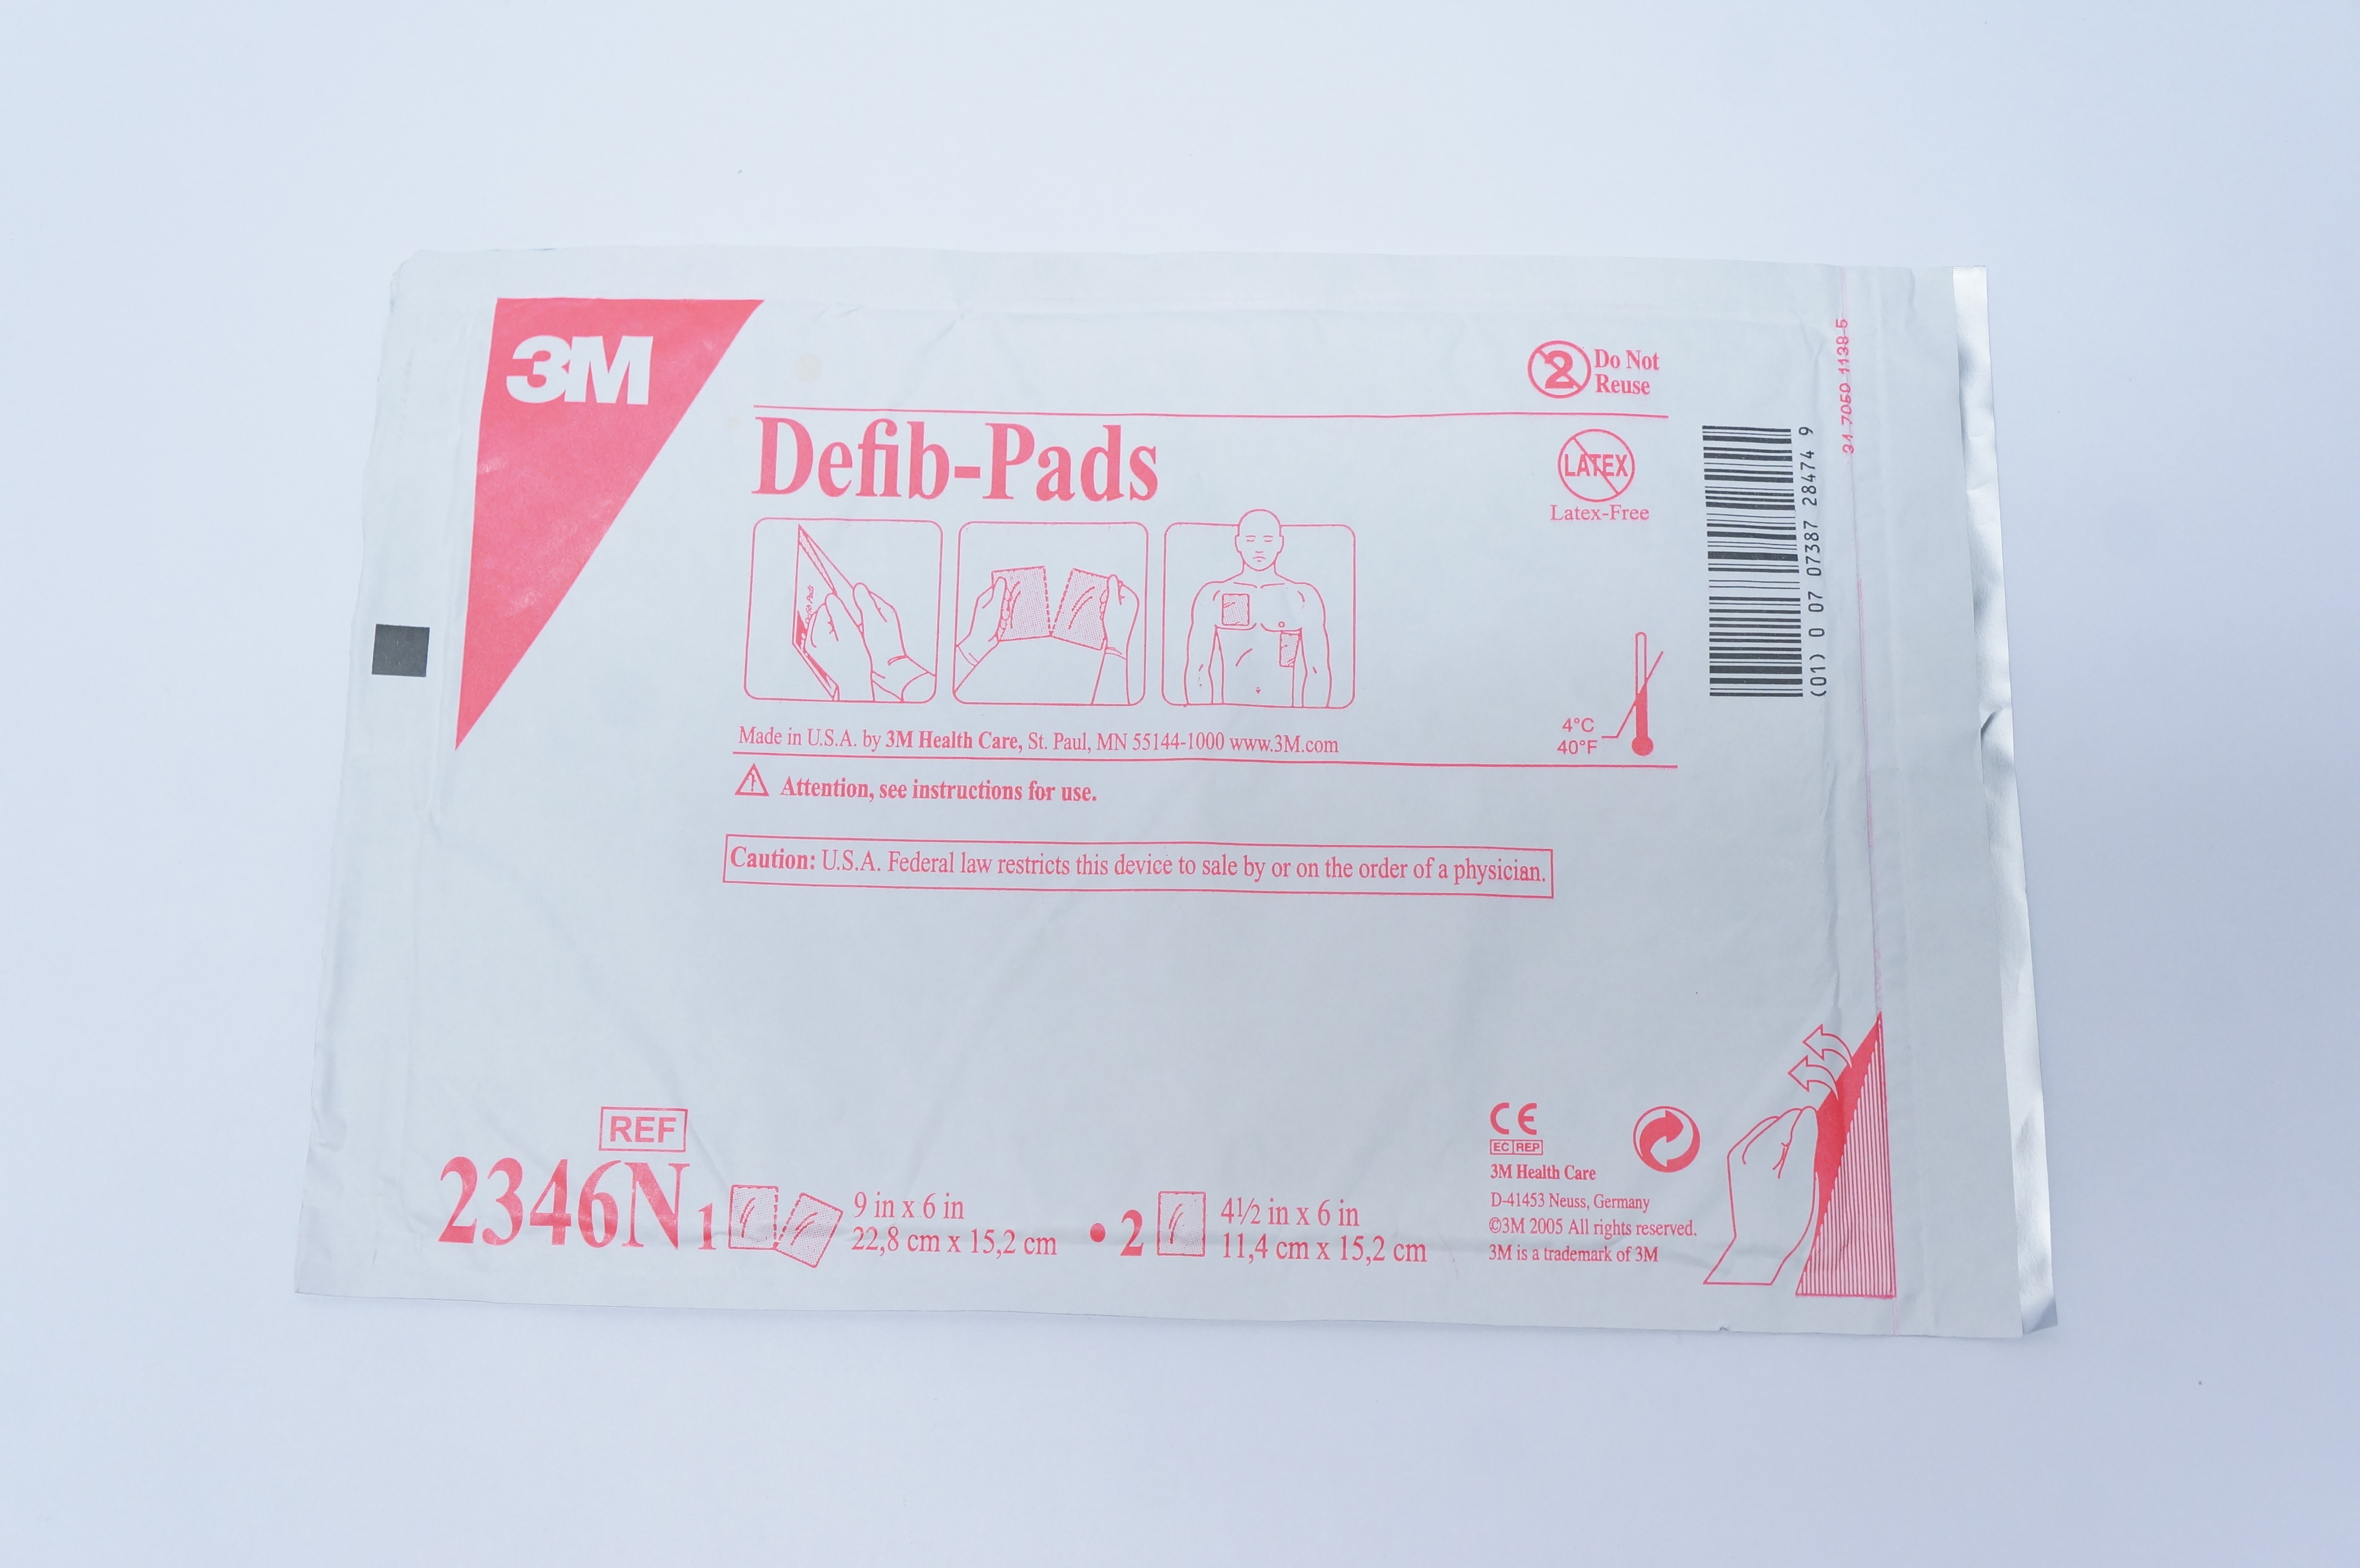 3M
2 Do Not
Reuse
Defib-Pads
LATEX
Latex-Free
34 7050 1138-5
(01) 0 07 07387 28474 9
4°C
40°F
Made in U.S.A. by 3M Health Care, St. Paul, MN 55144-1000 www.3M.com
! Attention, see instructions for use.
Caution: U.S.A. Federal law restricts this device to sale by or on the order of a physician.
REF
2346N
1 9 in x 6 in
22,8 cm x 15,2 cm
• 2 4½ in x 6 in
11,4 cm x 15,2 cm
CE
EC REP
3M Health Care
D-41453 Neuss, Germany
©3M 2005 All rights reserved.
3M is a trademark of 3M